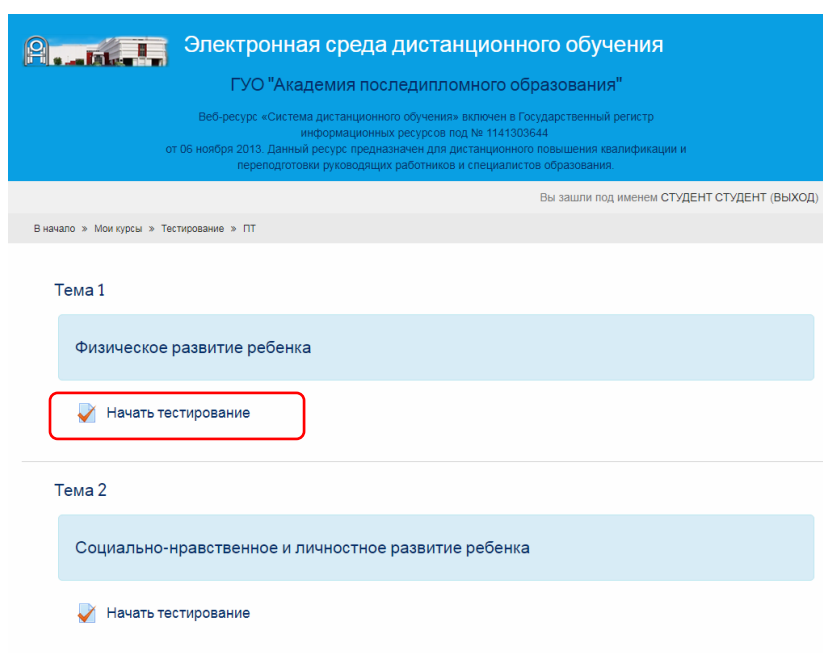 Электронная среда дистанционного обучения
ГУО "Академия последипломного образования"
Веб-ресурс «Система дистанционного обучения» включен в Государственный регистр
информационных ресурсов под № 1141303644
от 06 ноября 2013. Данный ресурс предназначен для дистанционного повышения квалификации и
переподготовки руководящих работников и специалистов образования.
Вы зашли под именем СТУДЕНТ СТУДЕНТ (ВЫХОД)
В начало » Мои курсы » Тестирование » ПТ
Тема 1
Физическое развитие ребенка
Начать тестирование
Тема 2
Социально-нравственное и личностное развитие ребенка
Начать тестирование